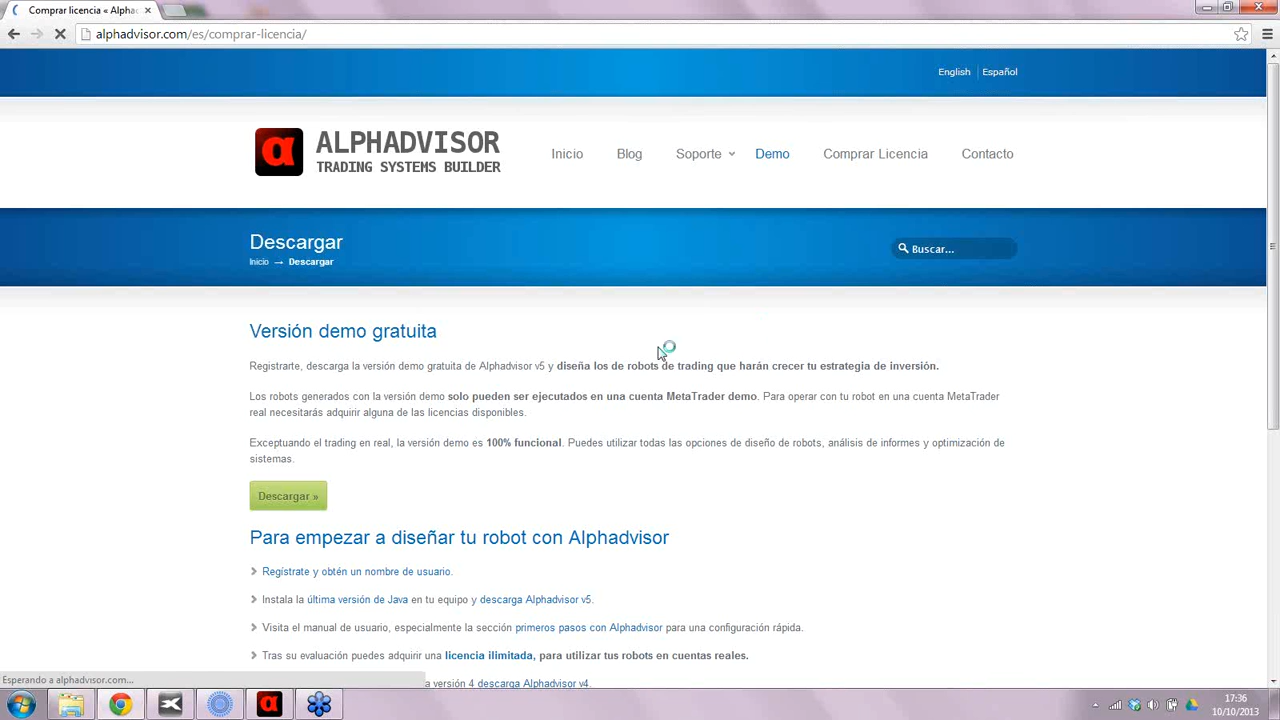 Comprar licencia « Alpha
alphadvisor.com/es/comprar-licencia/
English | Español
α ALPHADVISOR
TRADING SYSTEMS BUILDER
Inicio Blog Soporte Demo Comprar Licencia Contacto
Descargar
Inicio → Descargar
Buscar...
Versión demo gratuita
Registrarte, descarga la versión demo gratuita de Alphadvisor v5 y diseña los de robots de trading que harán crecer tu estrategia de inversión.
Los robots generados con la versión demo solo pueden ser ejecutados en una cuenta MetaTrader demo. Para operar con tu robot en una cuenta MetaTrader
real necesitarás adquirir alguna de las licencias disponibles.
Exceptuando el trading en real, la versión demo es 100% funcional. Puedes utilizar todas las opciones de diseño de robots, análisis de informes y optimización de
sistemas.
Descargar »
Para empezar a diseñar tu robot con Alphadvisor
Regístrate y obtén un nombre de usuario.
Instala la última versión de Java en tu equipo y descarga Alphadvisor v5.
Visita el manual de usuario, especialmente la sección primeros pasos con Alphadvisor para una configuración rápida.
Tras su evaluación puedes adquirir una licencia ilimitada, para utilizar tus robots en cuentas reales.
a versión 4 descarga Alphadvisor v4.
Esperando a alphadvisor.com...
α
17:36
10/10/2013